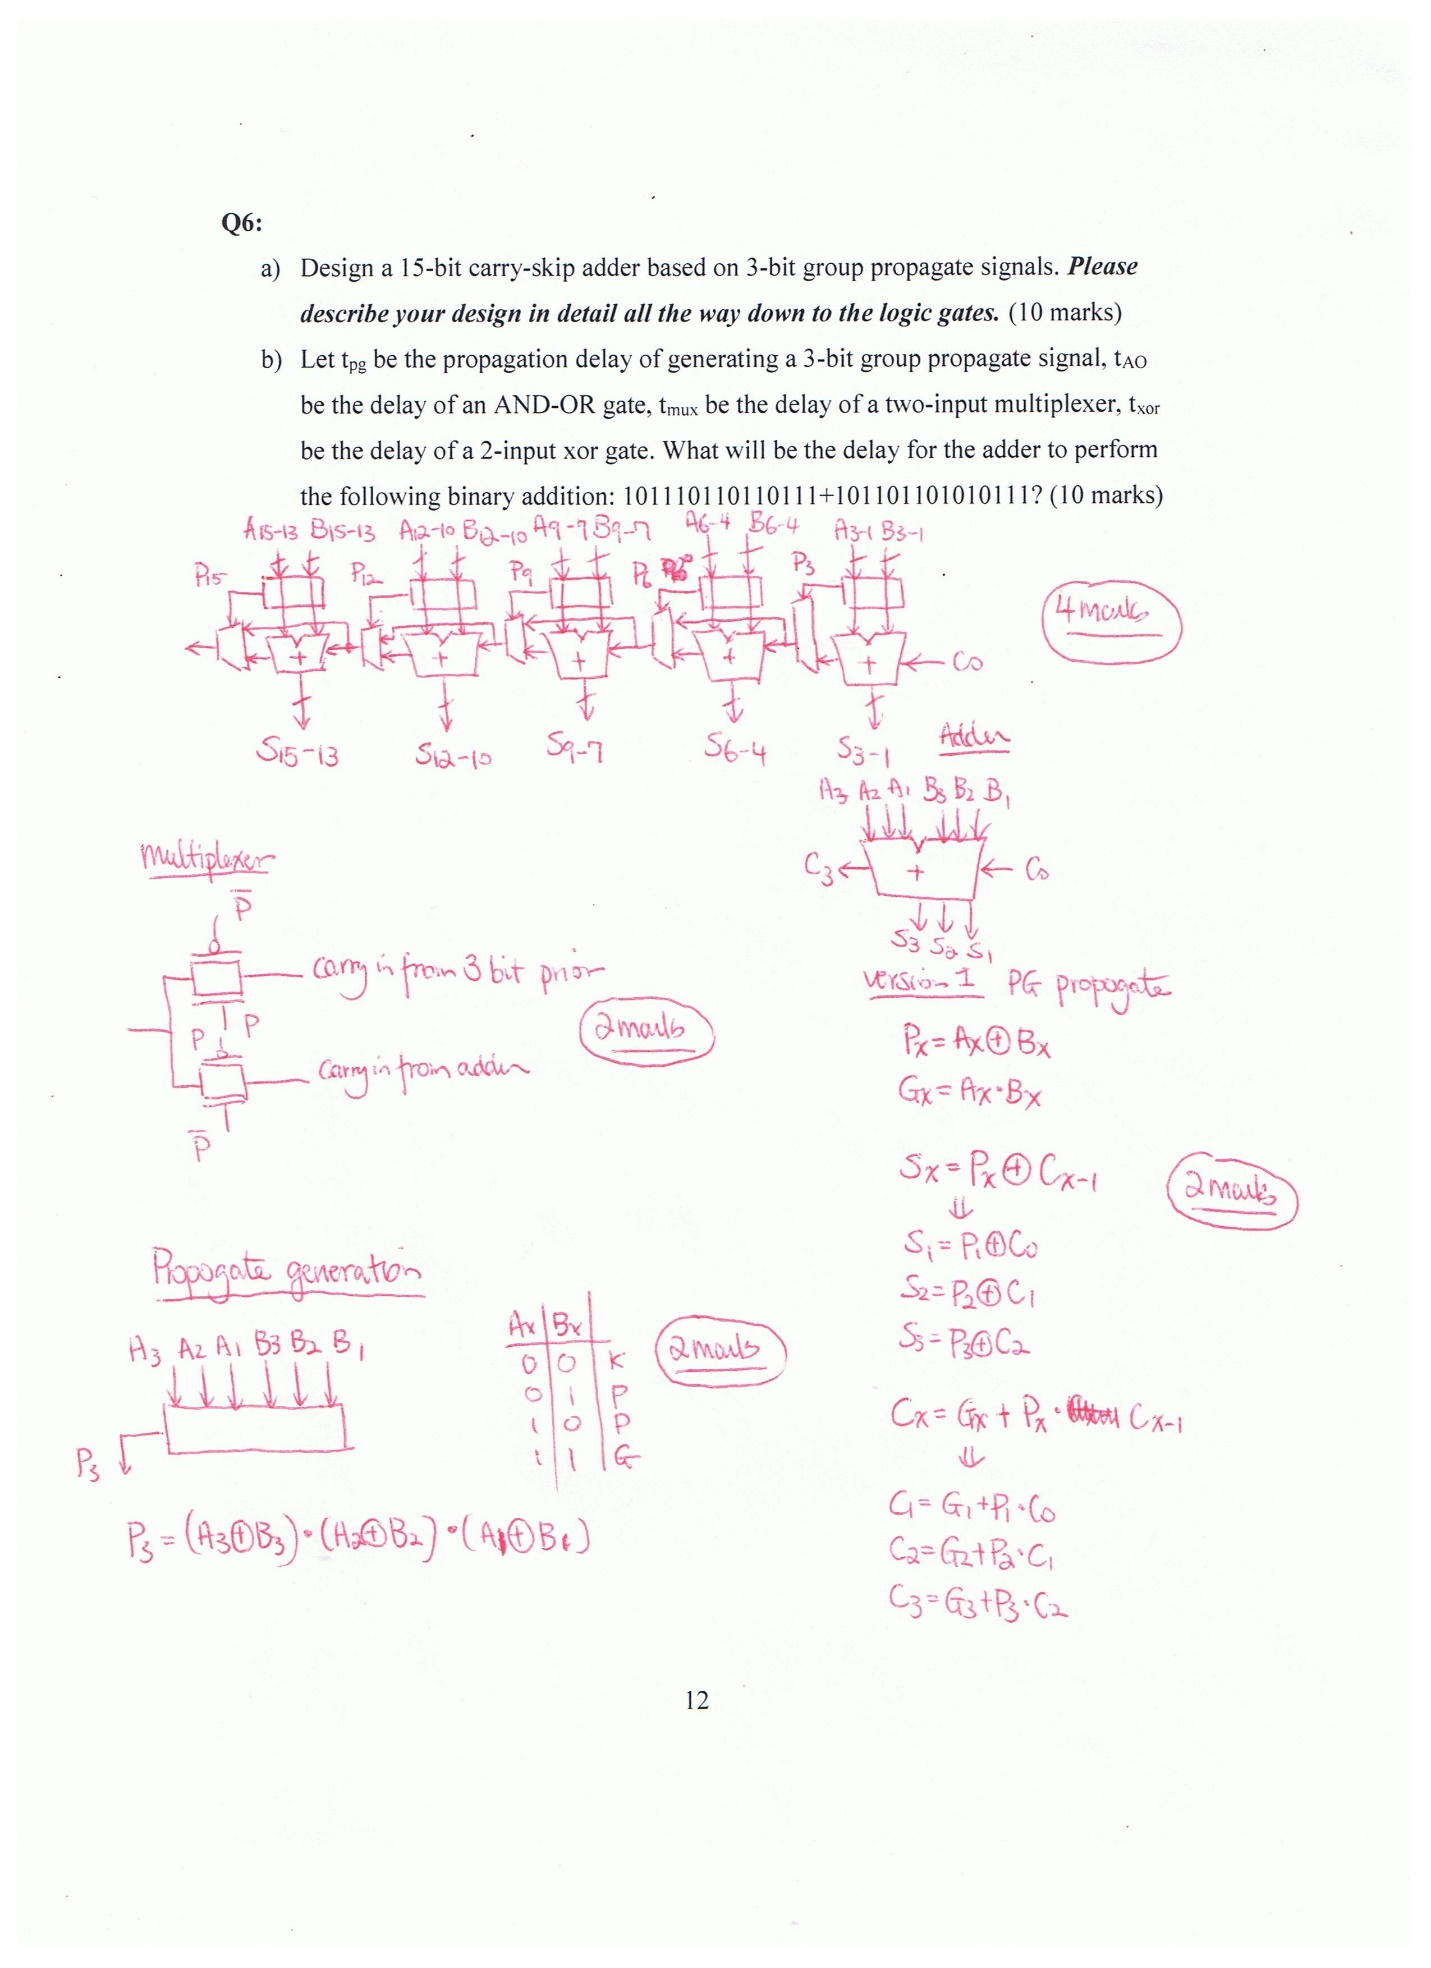 Q6:
a) Design a 15-bit carry-skip adder based on 3-bit group propagate signals. Please
describe your design in detail all the way down to the logic gates. (10 marks)
b) Let tpg be the propagation delay of generating a 3-bit group propagate signal, tAO
be the delay of an AND-OR gate, tmux be the delay of a two-input multiplexer, txor
be the delay of a 2-input xor gate. What will be the delay for the adder to perform
the following binary addition: 101110110110111+101101101010111? (10 marks)
A15-13 B15-13 A12-10 B12-10 A9-7 B9-7 A6-4 B6-4 A3-1 B3-1
P15 P12 P9 P6 P3
4 marks
+ + + + + C0
S15-13 S12-10 S9-7 S6-4 S3-1
Adder
A3 A2 A1 B3 B2 B1
C3 + C0
S3 S2 S1
Multiplexer
P̅
carry in from 3 bit prior
P
P
carry in from adder
P̅
2 marks
version 1 PG propogate
Px = Ax ⊕ Bx
Gx = Ax · Bx
Sx = Px ⊕ Cx-1
⇓
2 marks
S1 = P1 ⊕ C0
S2 = P2 ⊕ C1
S3 = P3 ⊕ C2
Cx = Gx + Px · Cx-1
⇓
C1 = G1 + P1 · C0
C2 = G2 + P2 · C1
C3 = G3 + P3 · C2
Propogate generation
A3 A2 A1 B3 B2 B1
P3
Ax Bx
0 0 K
0 1 P
1 0 P
1 1 G
2 marks
P3 = (A3 ⊕ B3) · (A2 ⊕ B2) · (A1 ⊕ B1)
12